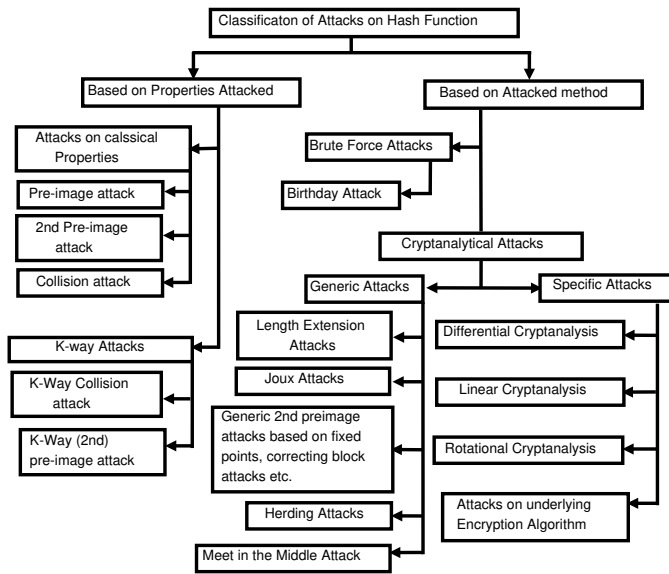 Classificaton of Attacks on Hash Function
Based on Properties Attacked
Based on Attacked method
Attacks on calssical
Properties
Pre-image attack
2nd Pre-image
attack
Collision attack
K-way Attacks
K-Way Collision
attack
K-Way (2nd)
pre-image attack
Brute Force Attacks
Birthday Attack
Cryptanalytical Attacks
Generic Attacks
Specific Attacks
Length Extension
Attacks
Joux Attacks
Generic 2nd preimage
attacks based on fixed
points, correcting block
attacks etc.
Herding Attacks
Meet in the Middle Attack
Differential Cryptanalysis
Linear Cryptanalysis
Rotational Cryptanalysis
Attacks on underlying
Encryption Algorithm